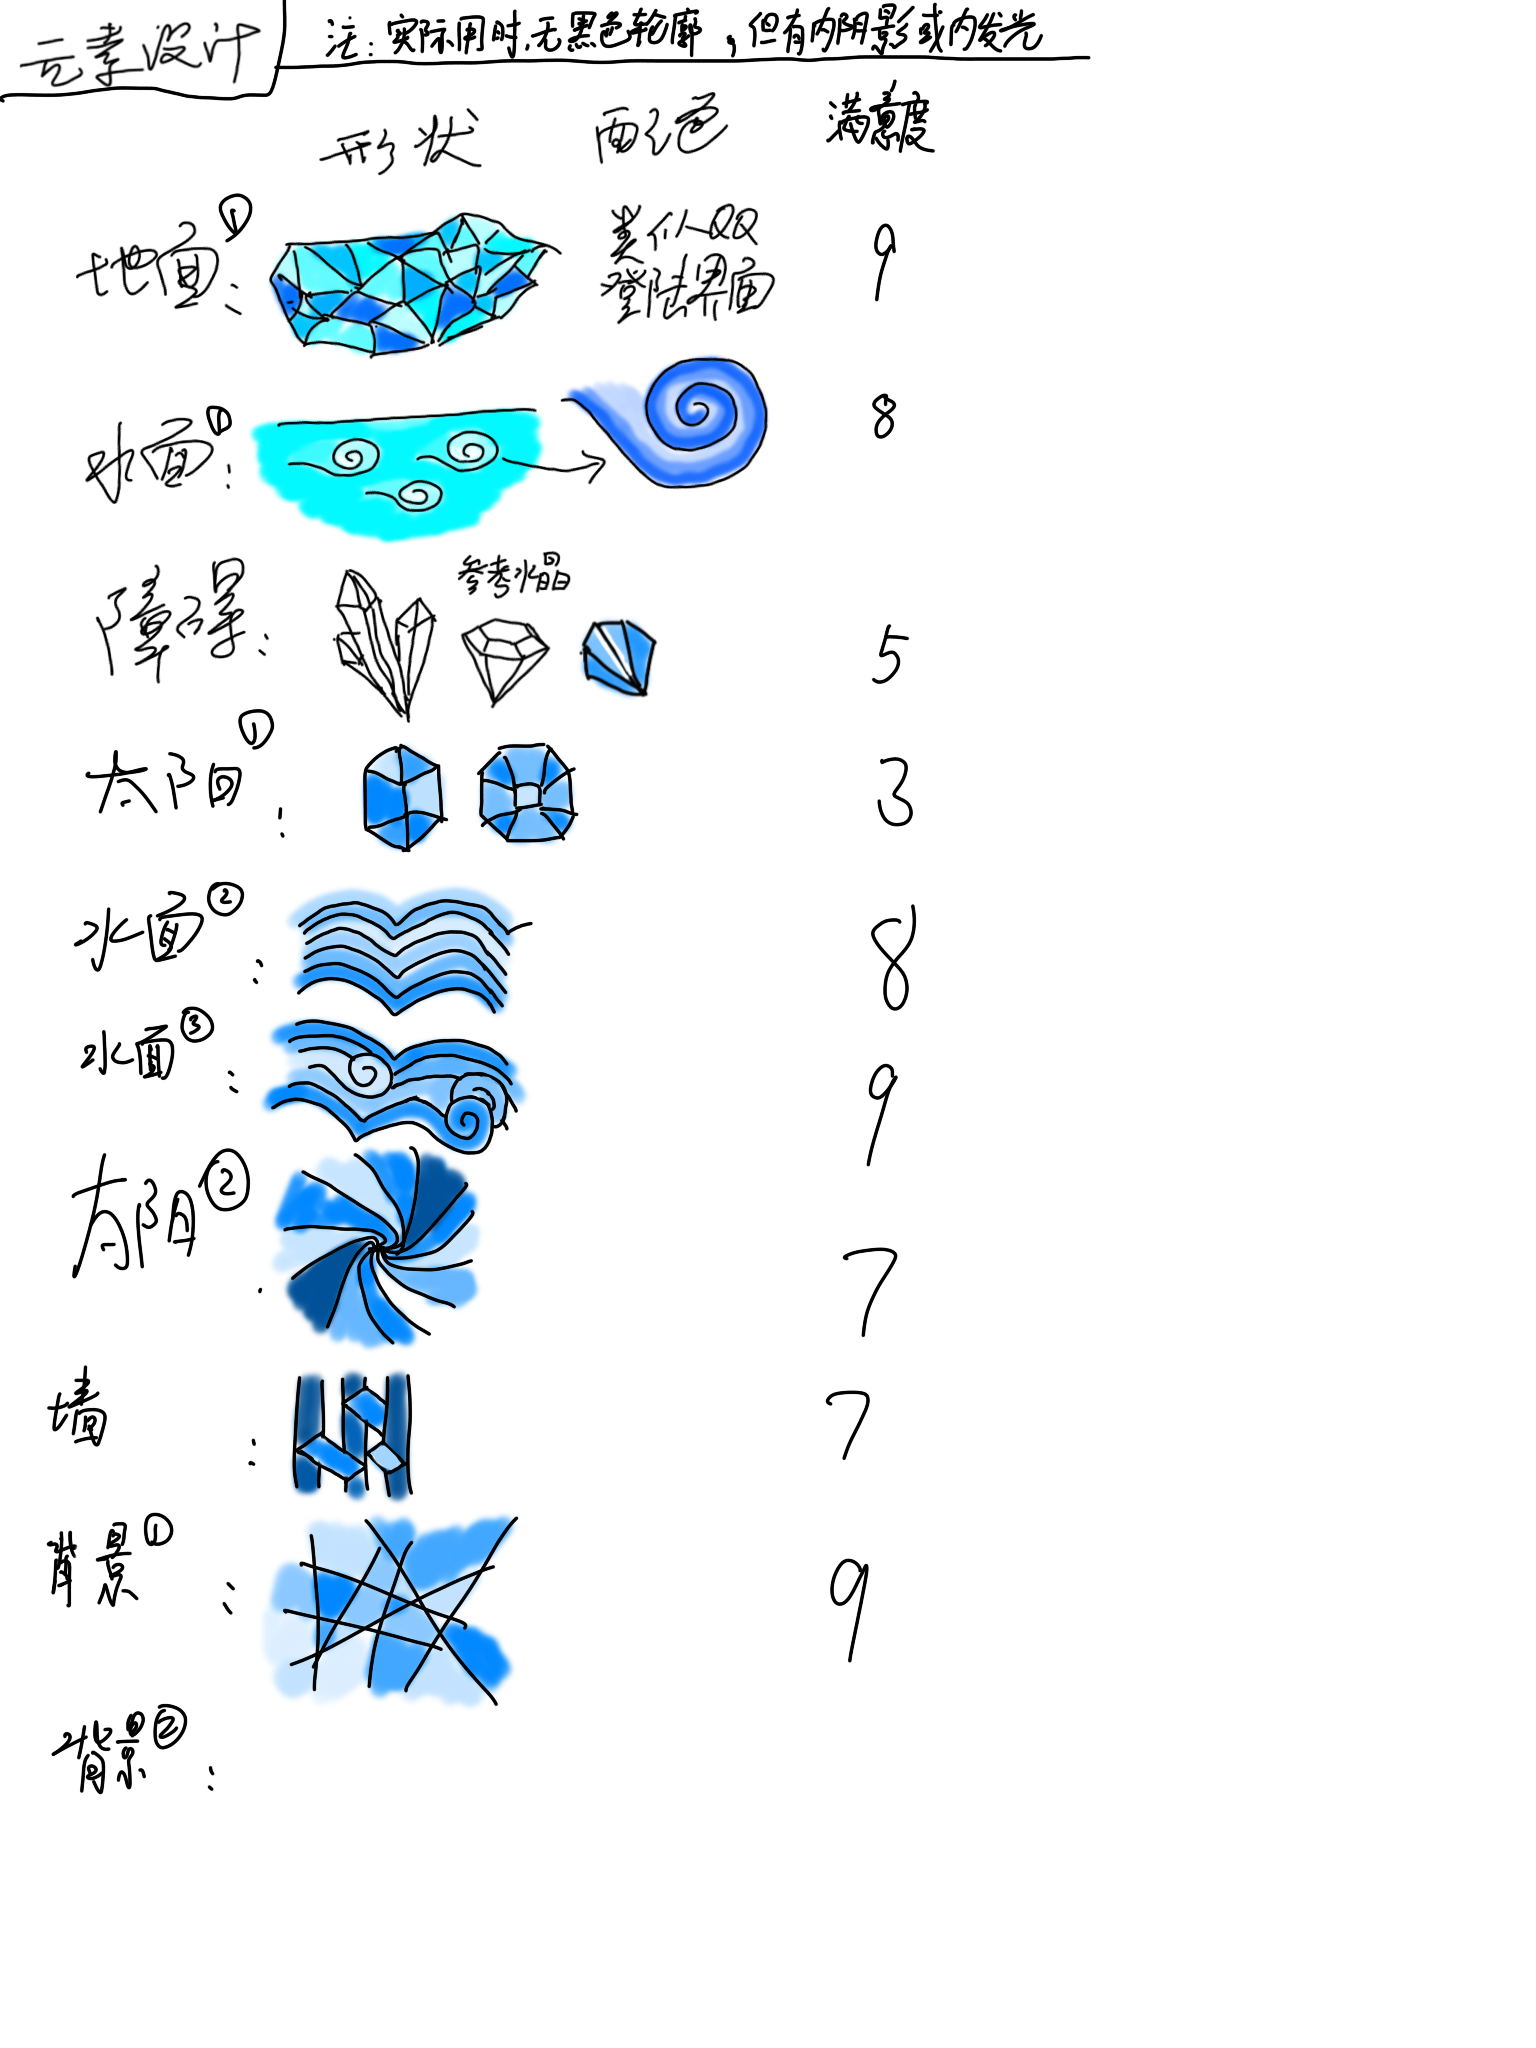 元素设计
注：实际用时，无黑色轮廓，但有内阴影或内发光
形状 配色 满意度
地面①： 类似QQ登陆界面 9
水面①： 8
障碍： 参考水晶 5
太阳①： 3
水面②： 8
水面③： 9
太阳② 7
墙： 7
背景①： 9
背景②：